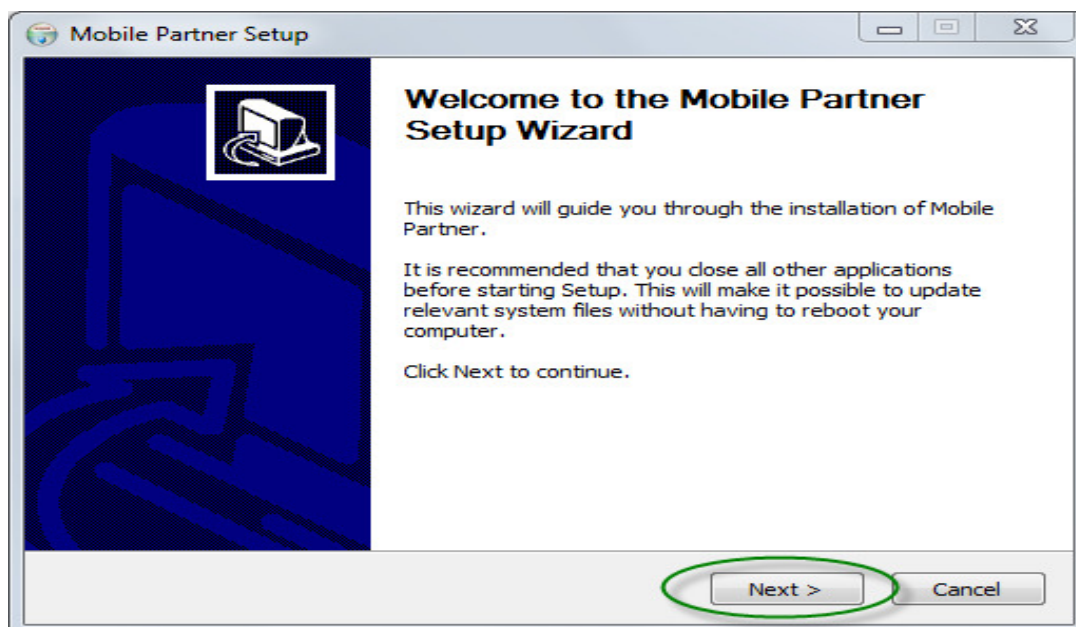 Mobile Partner Setup
Welcome to the Mobile Partner
Setup Wizard
This wizard will guide you through the installation of Mobile
Partner.
It is recommended that you close all other applications
before starting Setup. This will make it possible to update
relevant system files without having to reboot your
computer.
Click Next to continue.
Next >
Cancel